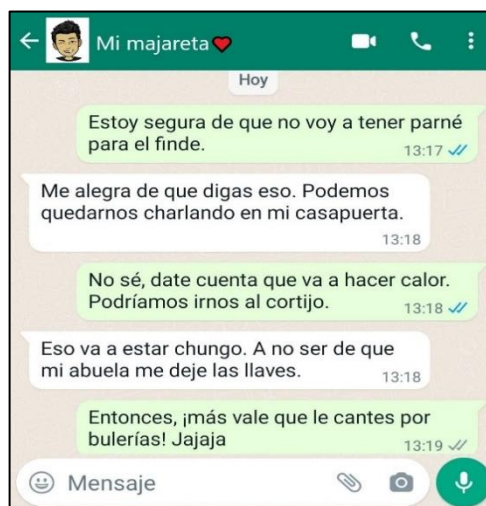 Mi majareta❤
Hoy
Estoy segura de que no voy a tener parné
para el finde.
13:17
Me alegra de que digas eso. Podemos
quedarnos charlando en mi casapuerta.
13:18
No sé, date cuenta que va a hacer calor.
Podríamos irnos al cortijo.
13:18
Eso va a estar chungo. A no ser de que
mi abuela me deje las llaves.
13:18
Entonces, ¡más vale que le cantes por
bulerías! Jajaja
13:19
Mensaje